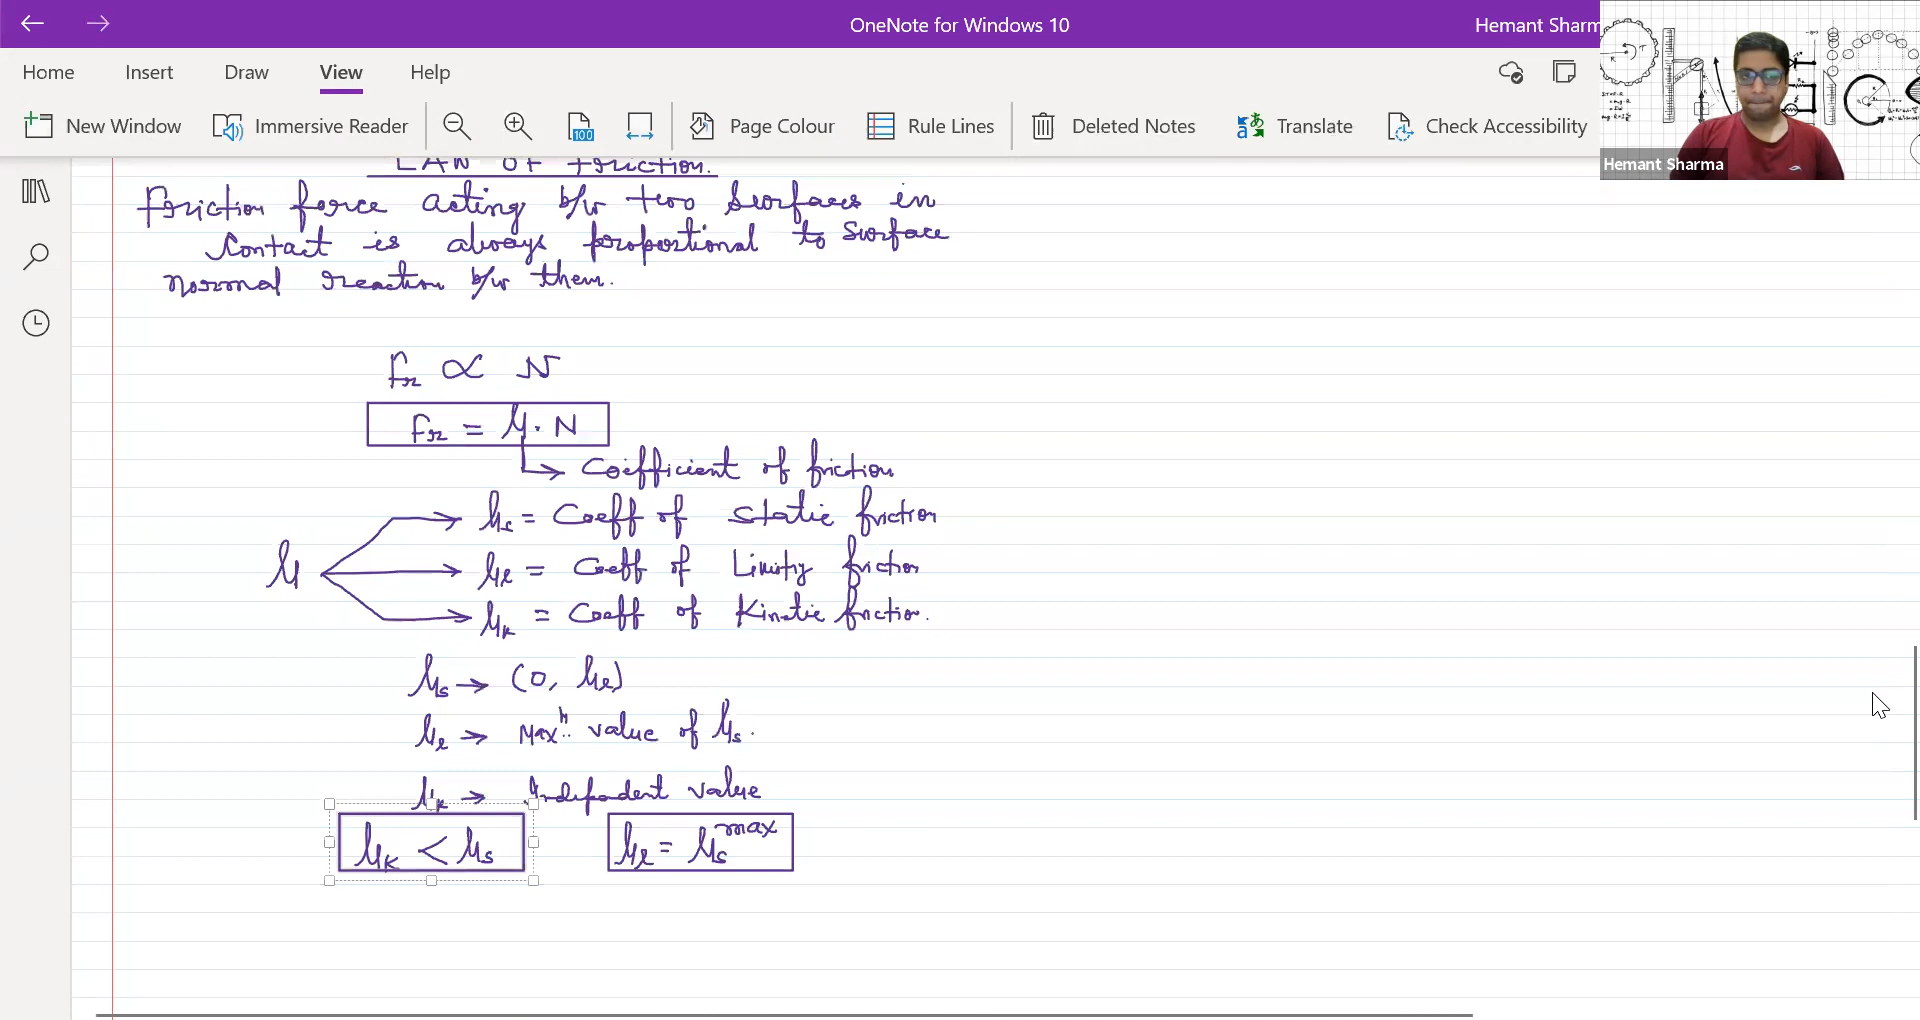 OneNote for Windows 10
Hemant Sharm
Home Insert Draw View Help
New Window Immersive Reader 100 Page Colour Rule Lines Deleted Notes Translate Check Accessibility
Hemant Sharma
LAW OF friction.
Friction force acting b/w two Surfaces in
Contact is always proportional to Surface
normal reaction b/w them.
fr ∝ N
fr = μ . N
→ Coefficient of friction
μs = Coeff of Static friction
μ
μl = Coeff of Limitng friction
μk = Coeff of Kinetic friction.
μs → (0, μl)
μl → Maxm value of μs.
μk → Indepedent value
μk < μs
μl = μs max